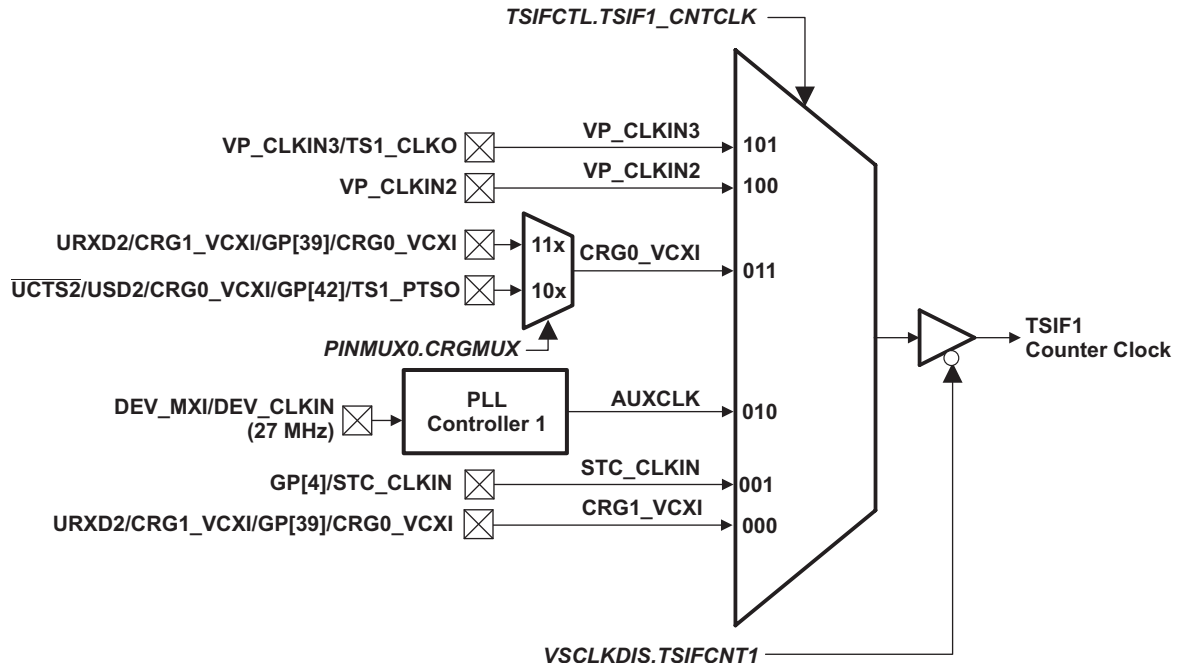 TSIFCTL.TSIF1_CNTCLK
VP_CLKIN3/TS1_CLKO
VP_CLKIN3
101
VP_CLKIN2
VP_CLKIN2
100
URXD2/CRG1_VCXI/GP[39]/CRG0_VCXI
11x
CRG0_VCXI
011
UCTS2/USD2/CRG0_VCXI/GP[42]/TS1_PTSO
10x
PINMUX0.CRGMUX
TSIF1
Counter Clock
DEV_MXI/DEV_CLKIN
(27 MHz)
PLL
Controller 1
AUXCLK
010
GP[4]/STC_CLKIN
STC_CLKIN
001
URXD2/CRG1_VCXI/GP[39]/CRG0_VCXI
CRG1_VCXI
000
VSCLKDIS.TSIFCNT1